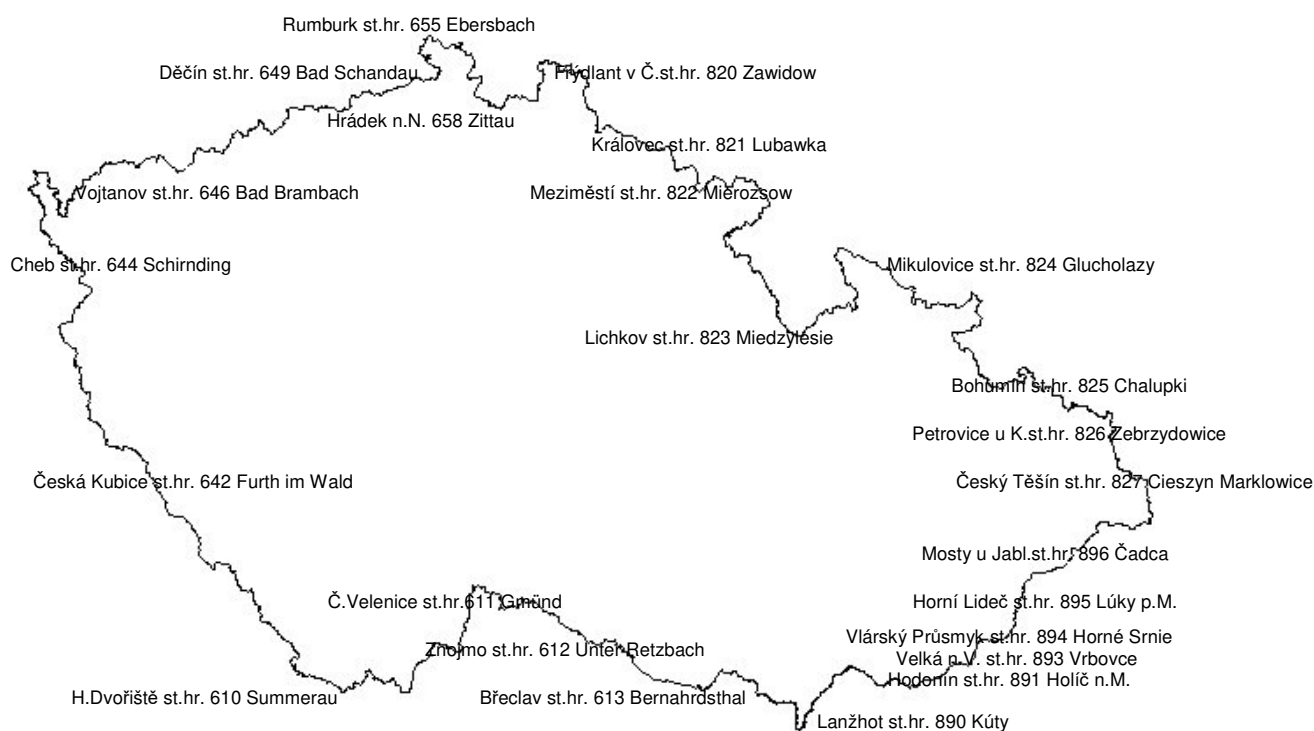 Rumburk st.hr. 655 Ebersbach
Děčín st.hr. 649 Bad Schandau
Frýdlant v Č.st.hr. 820 Zawidow
Hrádek n.N. 658 Zittau
Královec st.hr. 821 Lubawka
Vojtanov st.hr. 646 Bad Brambach
Meziměstí st.hr. 822 Mierozsow
Cheb st.hr. 644 Schirnding
Mikulovice st.hr. 824 Glucholazy
Lichkov st.hr. 823 Miedzylesie
Bohumín st.hr. 825 Chalupki
Petrovice u K.st.hr. 826 Zebrzydowice
Česká Kubice st.hr. 642 Furth im Wald
Český Těšín st.hr. 827 Cieszyn Marklowice
Mosty u Jabl.st.hr. 896 Čadca
Č.Velenice st.hr.611 Gmünd
Horní Lideč st.hr. 895 Lúky p.M.
Vlárský Průsmyk st.hr. 894 Horné Srnie
Znojmo st.hr. 612 Unter Retzbach
Velká n.V. st.hr. 893 Vrbovce
Hodonín st.hr. 891 Holíč n.M.
H.Dvořiště st.hr. 610 Summerau
Břeclav st.hr. 613 Bernahrdsthal
Lanžhot st.hr. 890 Kúty